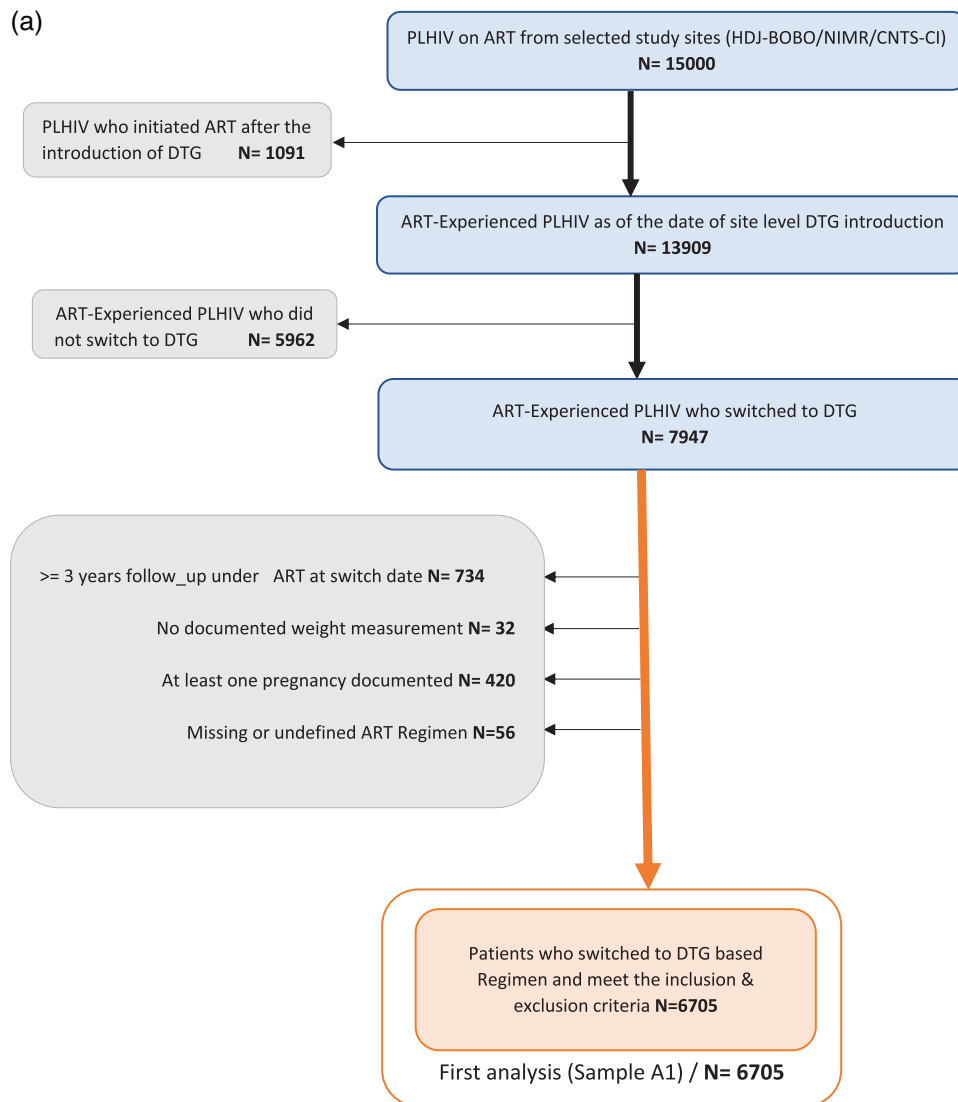 (a)
PLHIV on ART from selected study sites (HDJ-BOBO/NIMR/CNTS-CI)
N= 15000
PLHIV who initiated ART after the
introduction of DTG N= 1091
ART-Experienced PLHIV as of the date of site level DTG introduction
N= 13909
ART-Experienced PLHIV who did
not switch to DTG N= 5962
ART-Experienced PLHIV who switched to DTG
N= 7947
>= 3 years follow_up under ART at switch date N= 734
No documented weight measurement N= 32
At least one pregnancy documented N= 420
Missing or undefined ART Regimen N=56
Patients who switched to DTG based
Regimen and meet the inclusion &
exclusion criteria N=6705
First analysis (Sample A1) / N= 6705